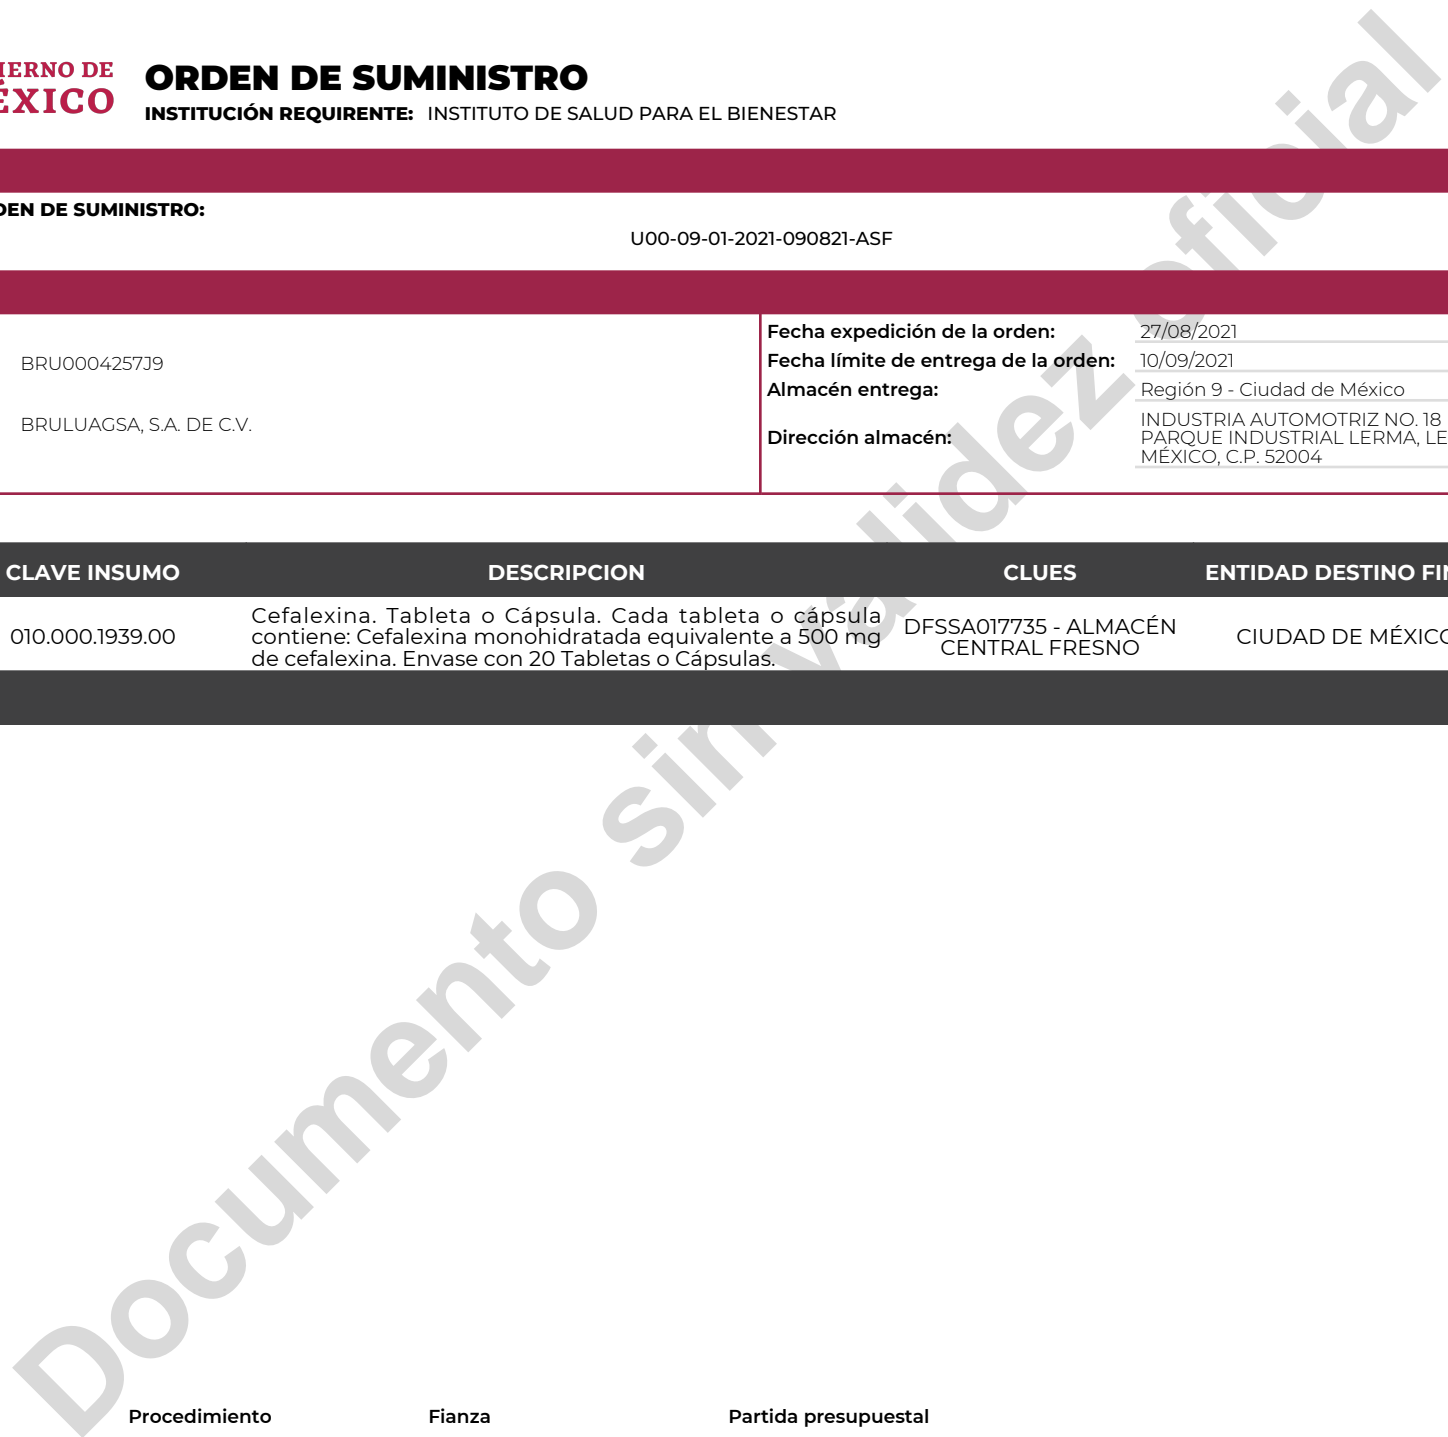 IERNO DE
ÉXICO
ORDEN DE SUMINISTRO
INSTITUCIÓN REQUIRENTE: INSTITUTO DE SALUD PARA EL BIENESTAR
DEN DE SUMINISTRO:
U00-09-01-2021-090821-ASF
BRU0004257J9
BRULUAGSA, S.A. DE C.V.
Fecha expedición de la orden: 27/08/2021
Fecha límite de entrega de la orden: 10/09/2021
Almacén entrega: Región 9 - Ciudad de México
Dirección almacén:
INDUSTRIA AUTOMOTRIZ NO. 18
PARQUE INDUSTRIAL LERMA, LE
MÉXICO, C.P. 52004
CLAVE INSUMO DESCRIPCION CLUES ENTIDAD DESTINO FIN
010.000.1939.00
Cefalexina. Tableta o Cápsula. Cada tableta o cápsula
contiene: Cefalexina monohidratada equivalente a 500 mg
de cefalexina. Envase con 20 Tabletas o Cápsulas.
DFSSA017735 - ALMACÉN
CENTRAL FRESNO
CIUDAD DE MÉXICO
Documento sin validez oficial
Procedimiento Fianza Partida presupuestal